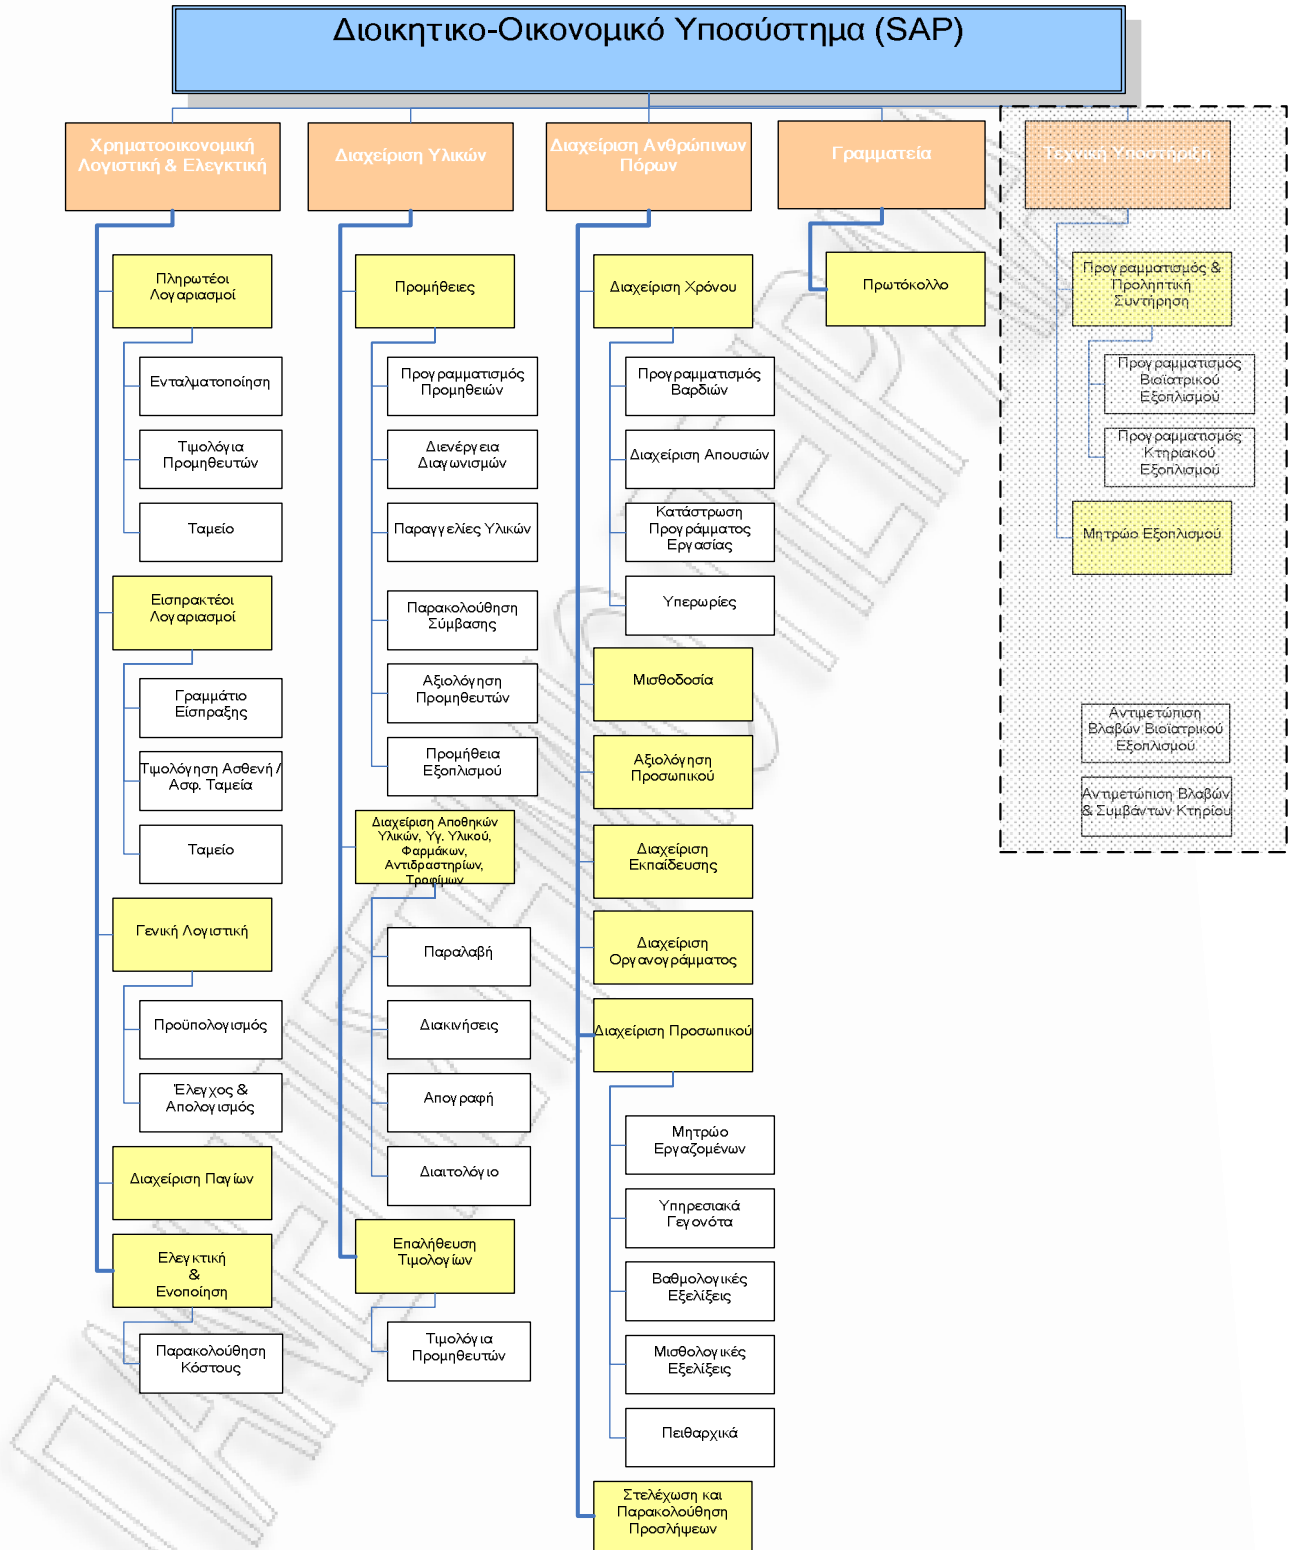 Διοικητικο-Οικονομικό Υποσύστημα (SAP)
Χρηματοοικονομική
Λογιστική & Ελεγκτική
Πληρωτέοι
Λογαριασμοί
Ενταλματοποίηση
Τιμολόγια
Προμηθευτών
Ταμείο
Εισπρακτέοι
Λογαριασμοί
Γραμμάτιο
Είσπραξης
Τιμολόγηση Ασθενή /
Ασφ. Ταμεία
Ταμείο
Γενική Λογιστική
Προϋπολογισμός
Έλεγχος &
Απολογισμός
Διαχείριση Παγίων
Ελεγκτική
&
Ενοποίηση
Παρακολούθηση
Κόστους
Διαχείριση Υλικών
Προμήθειες
Προγραμματισμός
Προμηθειών
Διενέργεια
Διαγωνισμών
Παραγγελίες Υλικών
Παρακολούθηση
Σύμβασης
Αξιολόγηση
Προμηθευτών
Προμήθεια
Εξοπλισμού
Διαχείριση Αποθηκών
Υλικών, Υγ. Υλικού,
Φαρμάκων,
Αντιδραστηρίων,
Τροφίμων
Παραλαβή
Διακινήσεις
Απογραφή
Διαιτολόγιο
Επαλήθευση
Τιμολογίων
Τιμολόγια
Προμηθευτών
Διαχείριση Ανθρώπινων
Πόρων
Διαχείριση Χρόνου
Προγραμματισμός
Βαρδιών
Διαχείριση Απουσιών
Κατάστρωση
Προγράμματος
Εργασίας
Υπερωρίες
Μισθοδοσία
Αξιολόγηση
Προσωπικού
Διαχείριση
Εκπαίδευσης
Διαχείριση
Οργανογράμματος
Διαχείριση Προσωπικού
Μητρώο
Εργαζομένων
Υπηρεσιακά
Γεγονότα
Βαθμολογικές
Εξελίξεις
Μισθολογικές
Εξελίξεις
Πειθαρχικά
Στελέχωση και
Παρακολούθηση
Προσλήψεων
Γραμματεία
Πρωτόκολλο
Τεχνική Υποστήριξη
Προγραμματισμός &
Προληπτική
Συντήρηση
Προγραμματισμός
Βιοϊατρικού
Εξοπλισμού
Προγραμματισμός
Κτηριακού
Εξοπλισμού
Μητρώο Εξοπλισμού
Αντιμετώπιση
Βλαβών Βιοϊατρικού
Εξοπλισμού
Αντιμετώπιση Βλαβών
& Συμβάντων Κτηρίου